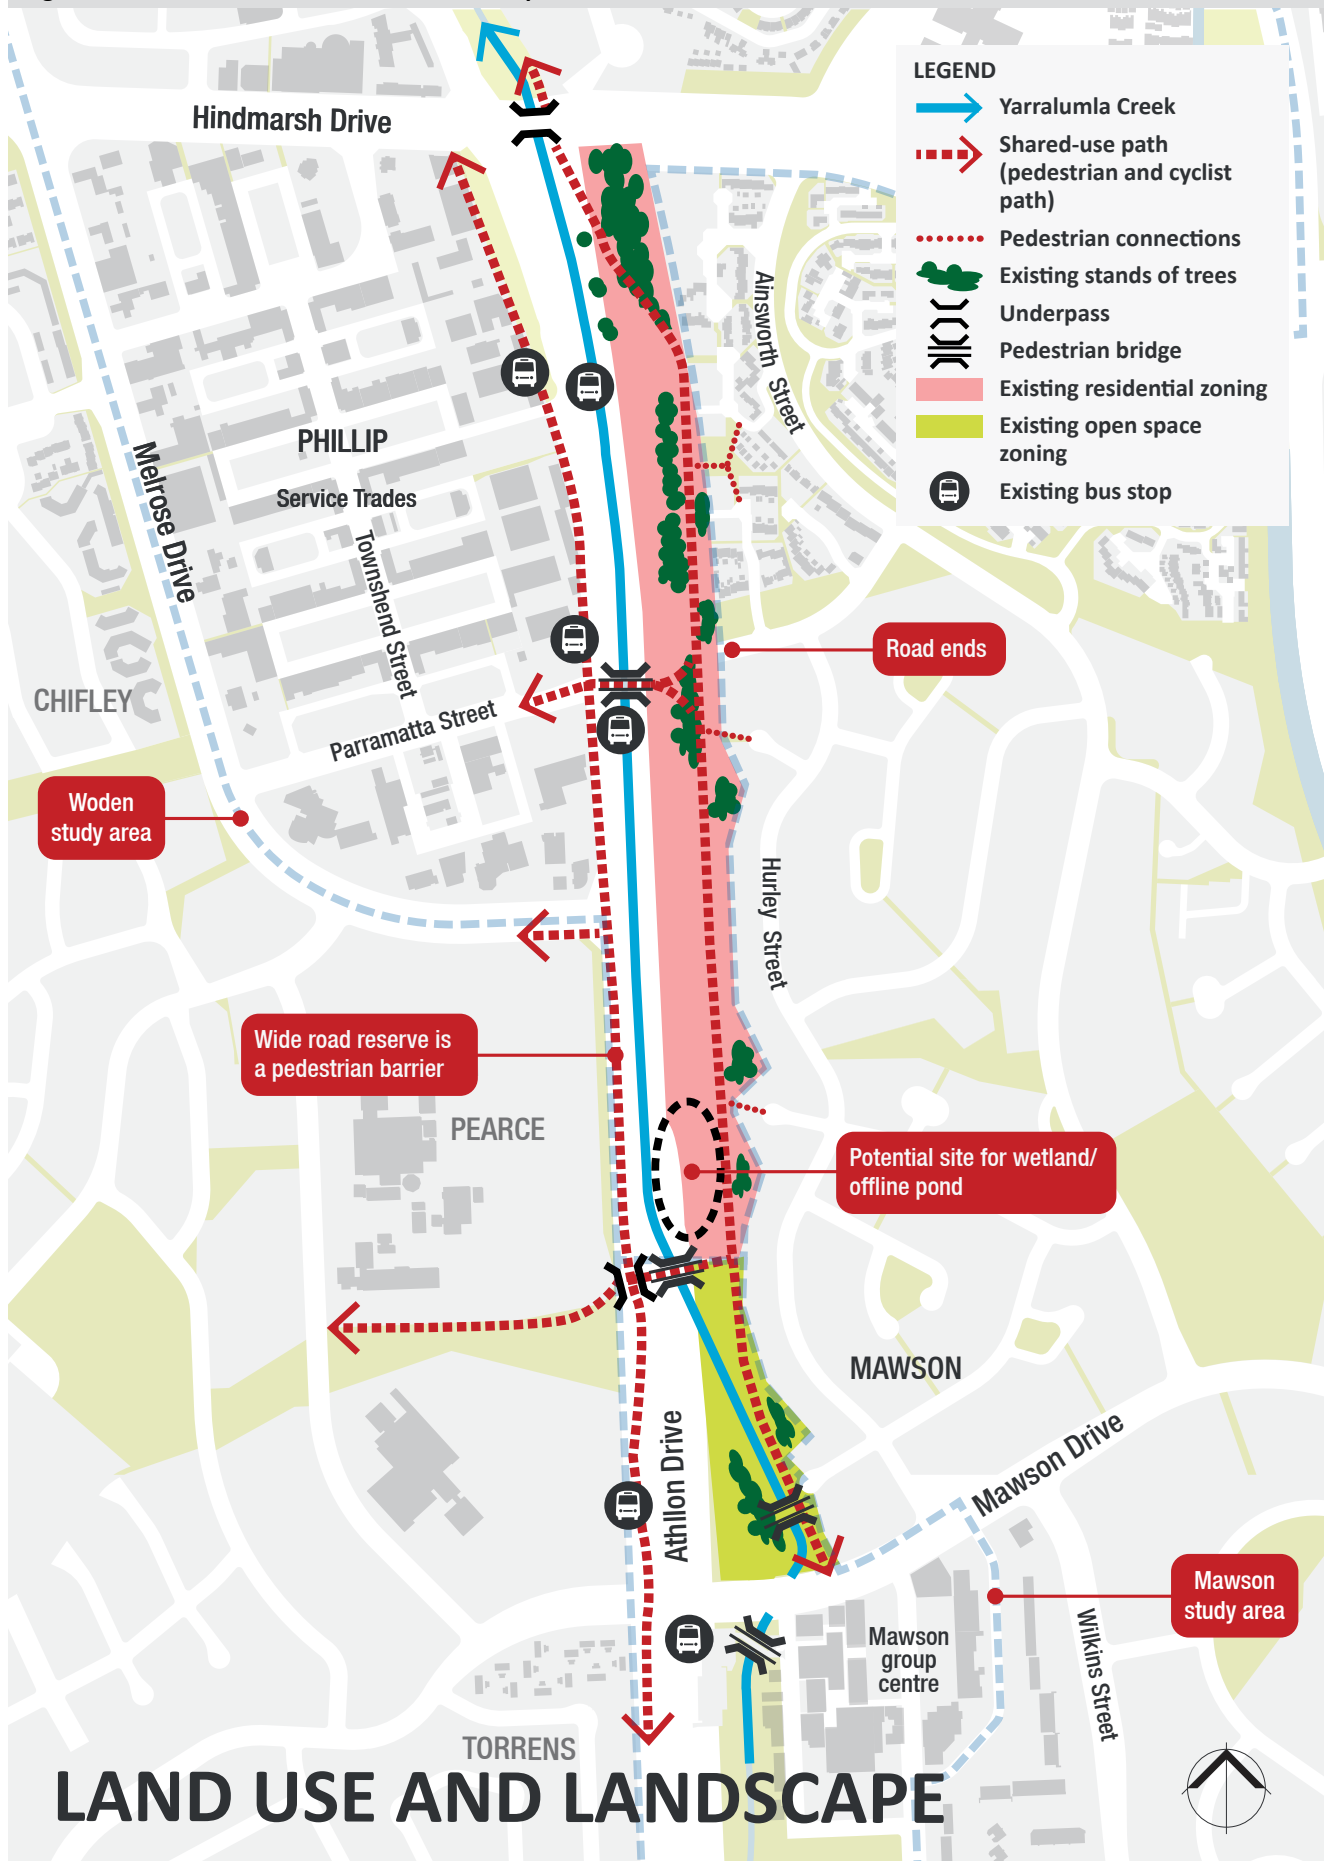 Hindmarsh Drive
LEGEND
Yarralumla Creek
Shared-use path
(pedestrian and cyclist
path)
Pedestrian connections
Existing stands of trees
Underpass
Pedestrian bridge
Existing residential zoning
Existing open space
zoning
Existing bus stop
Ainsworth Street
PHILLIP
Service Trades
Melrose Drive
Townshend Street
Road ends
CHIFLEY
Parramatta Street
Woden
study area
Hurley Street
Wide road reserve is
a pedestrian barrier
PEARCE
Potential site for wetland/
offline pond
MAWSON
Mawson Drive
Athllon Drive
Mawson
study area
Mawson
group
centre
Wilkins Street
TORRENS
LAND USE AND LANDSCAPE